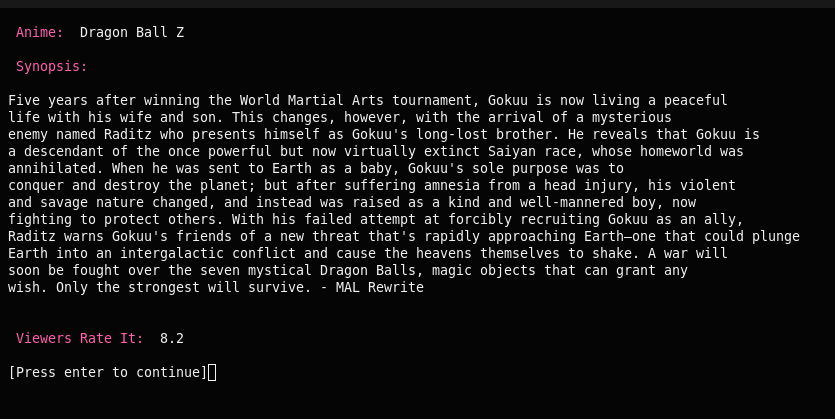 Anime:  Dragon Ball Z
Synopsis:
Five years after winning the World Martial Arts tournament, Gokuu is now living a peaceful
life with his wife and son. This changes, however, with the arrival of a mysterious
enemy named Raditz who presents himself as Gokuu's long-lost brother. He reveals that Gokuu is
a descendant of the once powerful but now virtually extinct Saiyan race, whose homeworld was
annihilated. When he was sent to Earth as a baby, Gokuu's sole purpose was to
conquer and destroy the planet; but after suffering amnesia from a head injury, his violent
and savage nature changed, and instead was raised as a kind and well-mannered boy, now
fighting to protect others. With his failed attempt at forcibly recruiting Gokuu as an ally,
Raditz warns Gokuu's friends of a new threat that's rapidly approaching Earth—one that could plunge
Earth into an intergalactic conflict and cause the heavens themselves to shake. A war will
soon be fought over the seven mystical Dragon Balls, magic objects that can grant any
wish. Only the strongest will survive. - MAL Rewrite
Viewers Rate It:  8.2
[Press enter to continue]